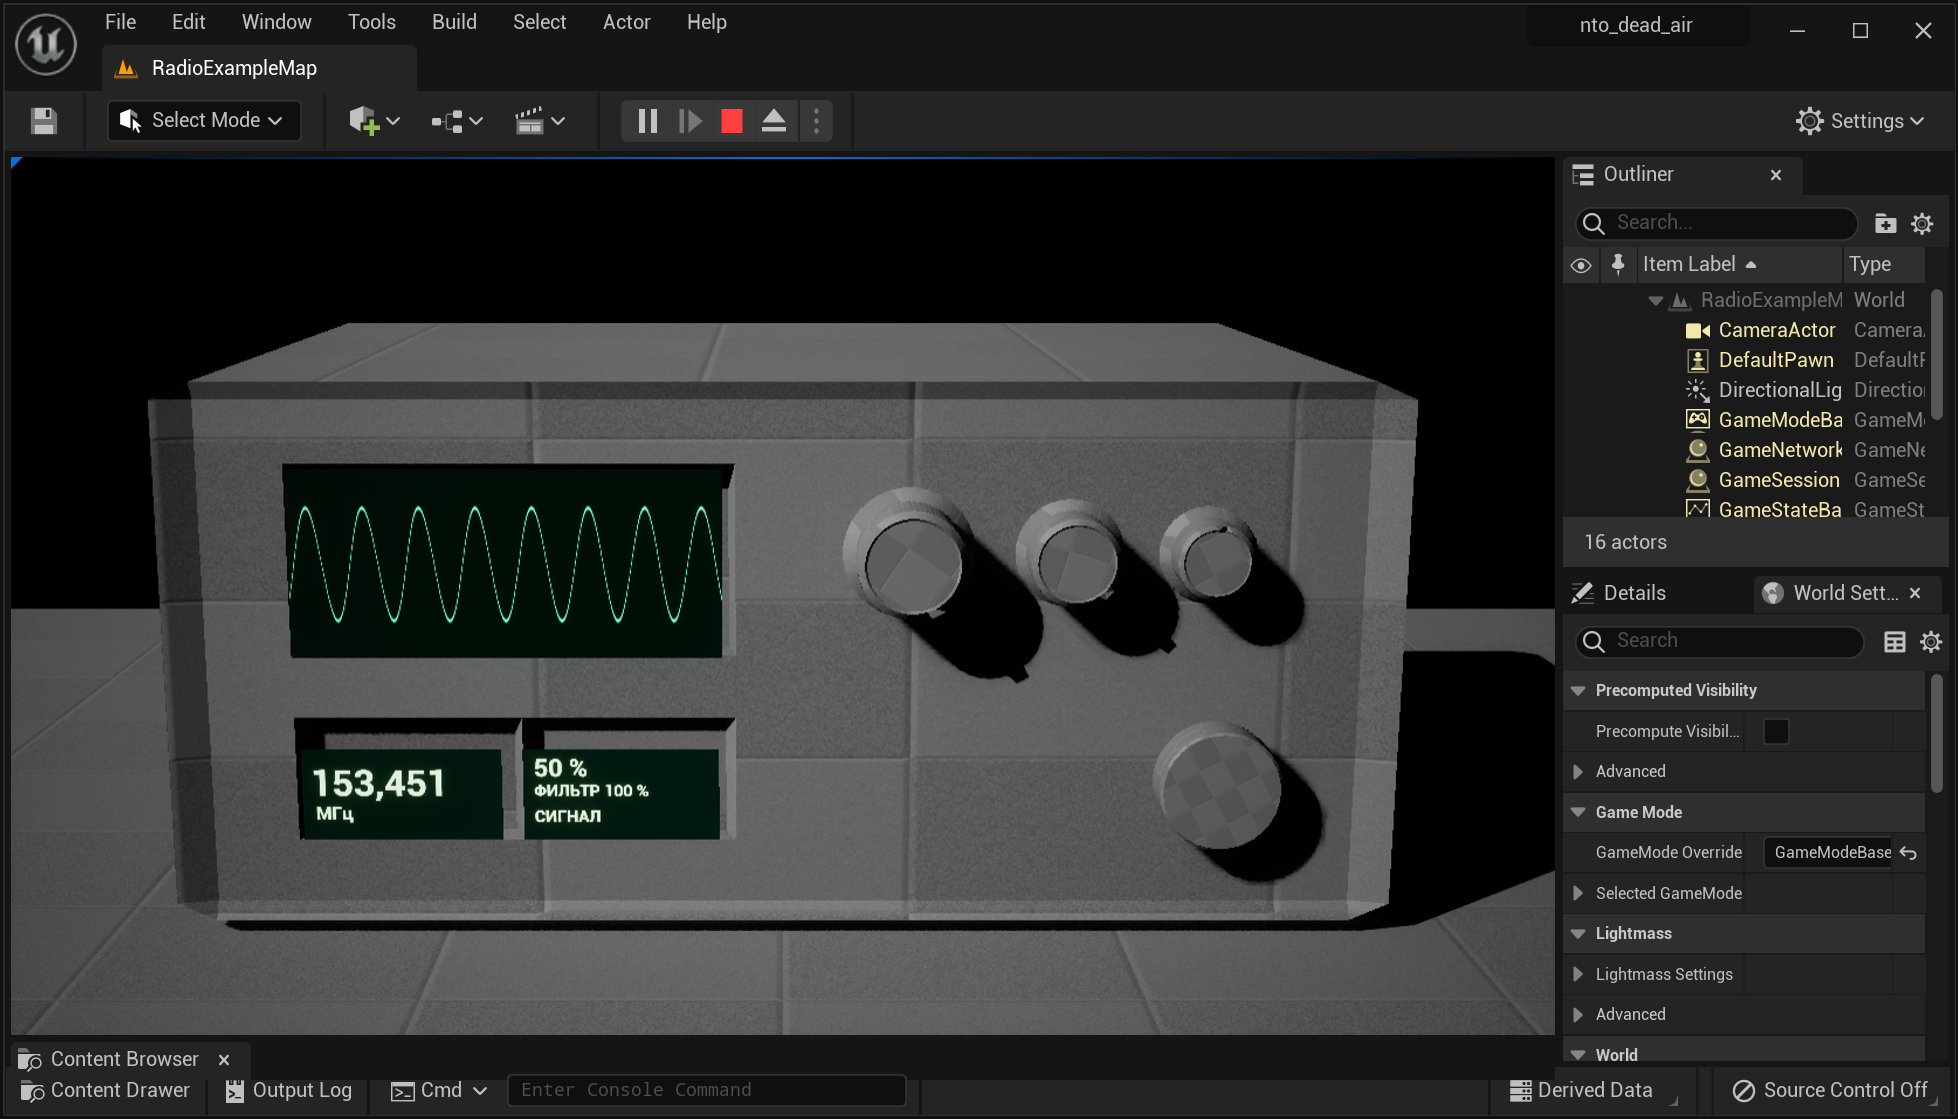 File Edit Window Tools Build Select Actor Help
nto_dead_air
RadioExampleMap
Select Mode
Settings
Outliner
Search...
Item Label
Type
RadioExampleM World
CameraActor Camera
DefaultPawn DefaultF
DirectionalLig Directio
GameModeBa GameM
GameNetwork GameNe
GameSession GameSe
GameStateBa GameSt
16 actors
Details
World Sett...
Search
Precomputed Visibility
Precompute Visibil...
Advanced
Game Mode
GameMode Override GameModeBase
Selected GameMode
Lightmass
Lightmass Settings
Advanced
World
153,451
МГц
50 %
ФИЛЬТР 100 %
СИГНАЛ
Content Browser
Content Drawer
Output Log
Cmd
Enter Console Command
Derived Data
Source Control Off